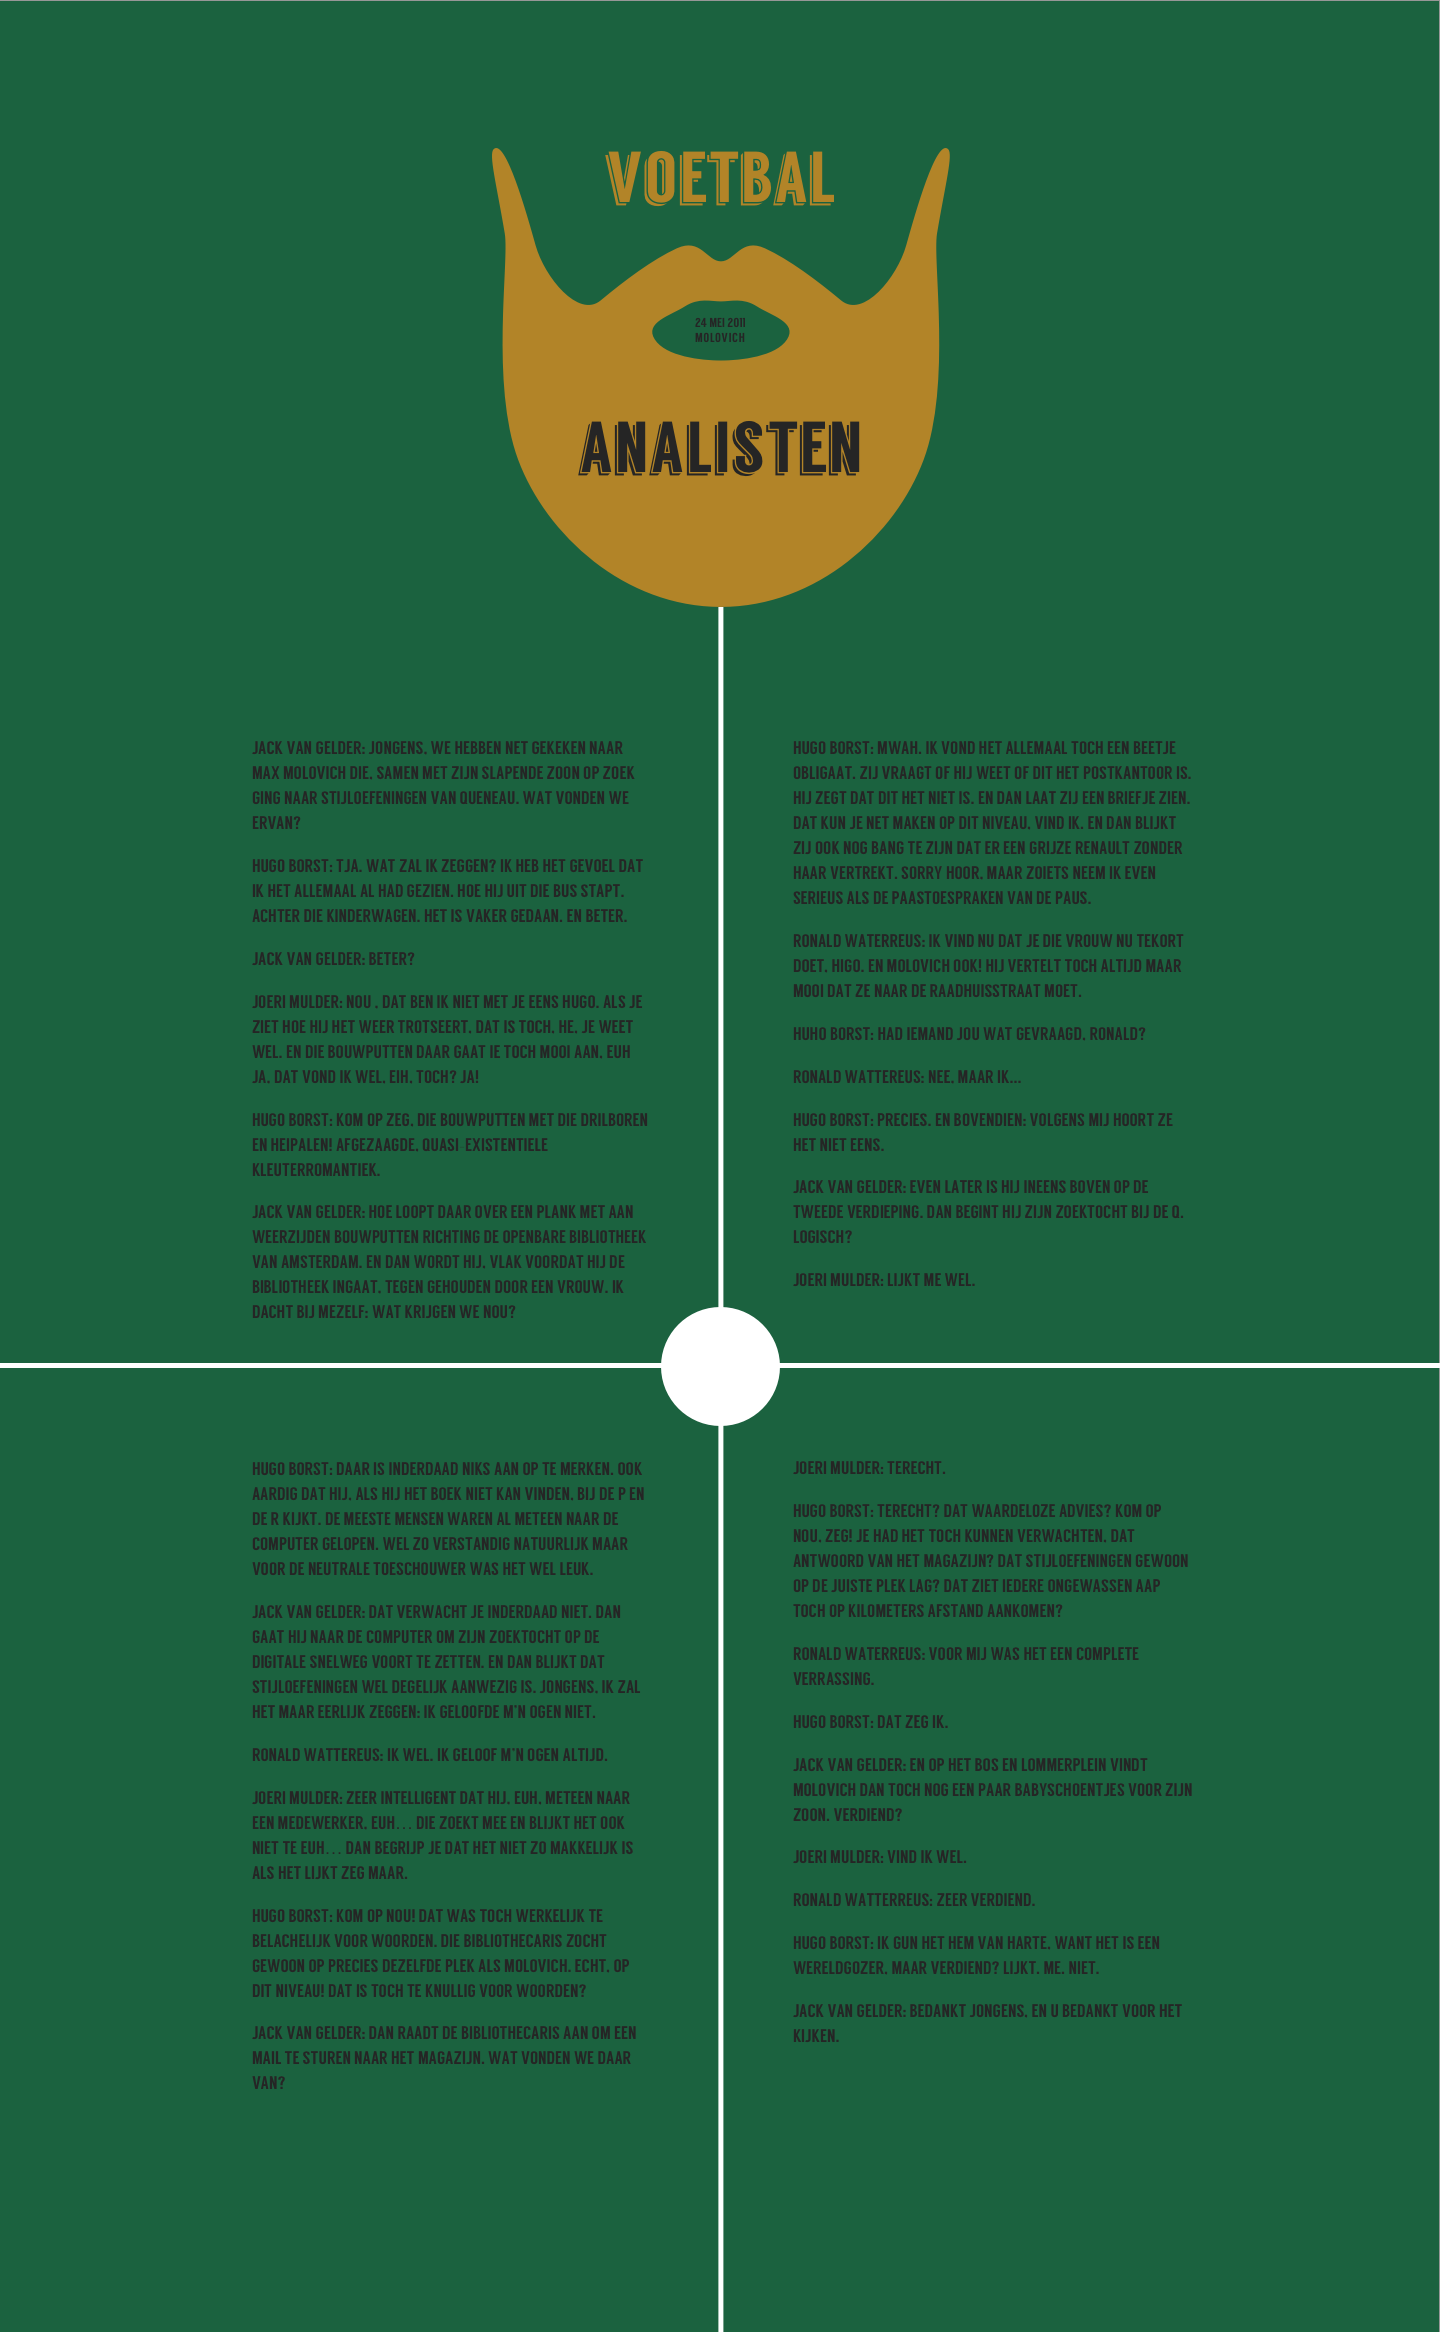 VOETBAL
24 MEI 2011
MOLOVICH
ANALISTEN
JACK VAN GELDER: JONGENS. WE HEBBEN NET GEKEKEN NAAR
MAX MOLOVICH DIE. SAMEN MET ZIJN SLAPENDE ZOON OP ZOEK
GING NAAR STIJLOEFENINGEN VAN QUENEAU. WAT VONDEN WE
ERVAN?
HUGO BORST: TJA. WAT ZAL IK ZEGGEN? IK HEB HET GEVOEL DAT
IK HET ALLEMAAL AL HAD GEZIEN. HOE HIJ UIT DIE BUS STAPT.
ACHTER DIE KINDERWAGEN. HET IS VAKER GEDAAN. EN BETER.
JACK VAN GELDER: BETER?
JOERI MULDER: NOU . DAT BEN IK NIET MET JE EENS HUGO. ALS JE
ZIET HOE HIJ HET WEER TROTSEERT. DAT IS TOCH. HE. JE WEET
WEL. EN DIE BOUWPUTTEN DAAR GAAT IE TOCH MOOI AAN. EUH
JA. DAT VOND IK WEL. EIH. TOCH? JA!
HUGO BORST: KOM OP ZEG. DIE BOUWPUTTEN MET DIE DRILBOREN
EN HEIPALEN! AFGEZAAGDE. QUASI EXISTENTIELE
KLEUTERROMANTIEK.
JACK VAN GELDER: HOE LOOPT DAAR OVER EEN PLANK MET AAN
WEERZIJDEN BOUWPUTTEN RICHTING DE OPENBARE BIBLIOTHEEK
VAN AMSTERDAM. EN DAN WORDT HIJ. VLAK VOORDAT HIJ DE
BIBLIOTHEEK INGAAT. TEGEN GEHOUDEN DOOR EEN VROUW. IK
DACHT BIJ MEZELF: WAT KRIJGEN WE NOU?
HUGO BORST: MWAH. IK VOND HET ALLEMAAL TOCH EEN BEETJE
OBLIGAAT. ZIJ VRAAGT OF HIJ WEET OF DIT HET POSTKANTOOR IS.
HIJ ZEGT DAT DIT HET NIET IS. EN DAN LAAT ZIJ EEN BRIEFJE ZIEN.
DAT KUN JE NET MAKEN OP DIT NIVEAU. VIND IK. EN DAN BLIJKT
ZIJ OOK NOG BANG TE ZIJN DAT ER EEN GRIJZE RENAULT ZONDER
HAAR VERTREKT. SORRY HOOR. MAAR ZOIETS NEEM IK EVEN
SERIEUS ALS DE PAASTOESPRAKEN VAN DE PAUS.
RONALD WATERREUS: IK VIND NU DAT JE DIE VROUW NU TEKORT
DOET. HIGO. EN MOLOVICH OOK! HIJ VERTELT TOCH ALTIJD MAAR
MOOI DAT ZE NAAR DE RAADHUISSTRAAT MOET.
HUHO BORST: HAD IEMAND JOU WAT GEVRAAGD. RONALD?
RONALD WATTEREUS: NEE. MAAR IK...
HUGO BORST: PRECIES. EN BOVENDIEN: VOLGENS MIJ HOORT ZE
HET NIET EENS.
JACK VAN GELDER: EVEN LATER IS HIJ INEENS BOVEN OP DE
TWEEDE VERDIEPING. DAN BEGINT HIJ ZIJN ZOEKTOCHT BIJ DE Q.
LOGISCH?
JOERI MULDER: LIJKT ME WEL.
HUGO BORST: DAAR IS INDERDAAD NIKS AAN OP TE MERKEN. OOK
AARDIG DAT HIJ. ALS HIJ HET BOEK NIET KAN VINDEN. BIJ DE P EN
DE R KIJKT. DE MEESTE MENSEN WAREN AL METEEN NAAR DE
COMPUTER GELOPEN. WEL ZO VERSTANDIG NATUURLIJK MAAR
VOOR DE NEUTRALE TOESCHOUWER WAS HET WEL LEUK.
JACK VAN GELDER: DAT VERWACHT JE INDERDAAD NIET. DAN
GAAT HIJ NAAR DE COMPUTER OM ZIJN ZOEKTOCHT OP DE
DIGITALE SNELWEG VOORT TE ZETTEN. EN DAN BLIJKT DAT
STIJLOEFENINGEN WEL DEGELIJK AANWEZIG IS. JONGENS. IK ZAL
HET MAAR EERLIJK ZEGGEN: IK GELOOFDE M'N OGEN NIET.
RONALD WATTEREUS: IK WEL. IK GELOOF M'N OGEN ALTIJD.
JOERI MULDER: ZEER INTELLIGENT DAT HIJ. EUH. METEEN NAAR
EEN MEDEWERKER. EUH... DIE ZOEKT MEE EN BLIJKT HET OOK
NIET TE EUH... DAN BEGRIJP JE DAT HET NIET ZO MAKKELIJK IS
ALS HET LIJKT ZEG MAAR.
HUGO BORST: KOM OP NOU! DAT WAS TOCH WERKELIJK TE
BELACHELIJK VOOR WOORDEN. DIE BIBLIOTHECARIS ZOCHT
GEWOON OP PRECIES DEZELFDE PLEK ALS MOLOVICH. ECHT. OP
DIT NIVEAU! DAT IS TOCH TE KNULLIG VOOR WOORDEN?
JACK VAN GELDER: DAN RAADT DE BIBLIOTHECARIS AAN OM EEN
MAIL TE STUREN NAAR HET MAGAZIJN. WAT VONDEN WE DAAR
VAN?
JOERI MULDER: TERECHT.
HUGO BORST: TERECHT? DAT WAARDELOZE ADVIES? KOM OP
NOU. ZEG! JE HAD HET TOCH KUNNEN VERWACHTEN. DAT
ANTWOORD VAN HET MAGAZIJN? DAT STIJLOEFENINGEN GEWOON
OP DE JUISTE PLEK LAG? DAT ZIET IEDERE ONGEWASSEN AAP
TOCH OP KILOMETERS AFSTAND AANKOMEN?
RONALD WATERREUS: VOOR MIJ WAS HET EEN COMPLETE
VERRASSING.
HUGO BORST: DAT ZEG IK.
JACK VAN GELDER: EN OP HET BOS EN LOMMERPLEIN VINDT
MOLOVICH DAN TOCH NOG EEN PAAR BABYSCHOENTJES VOOR ZIJN
ZOON. VERDIEND?
JOERI MULDER: VIND IK WEL.
RONALD WATTERREUS: ZEER VERDIEND.
HUGO BORST: IK GUN HET HEM VAN HARTE. WANT HET IS EEN
WERELDGOZER. MAAR VERDIEND? LIJKT. ME. NIET.
JACK VAN GELDER: BEDANKT JONGENS. EN U BEDANKT VOOR HET
KIJKEN.